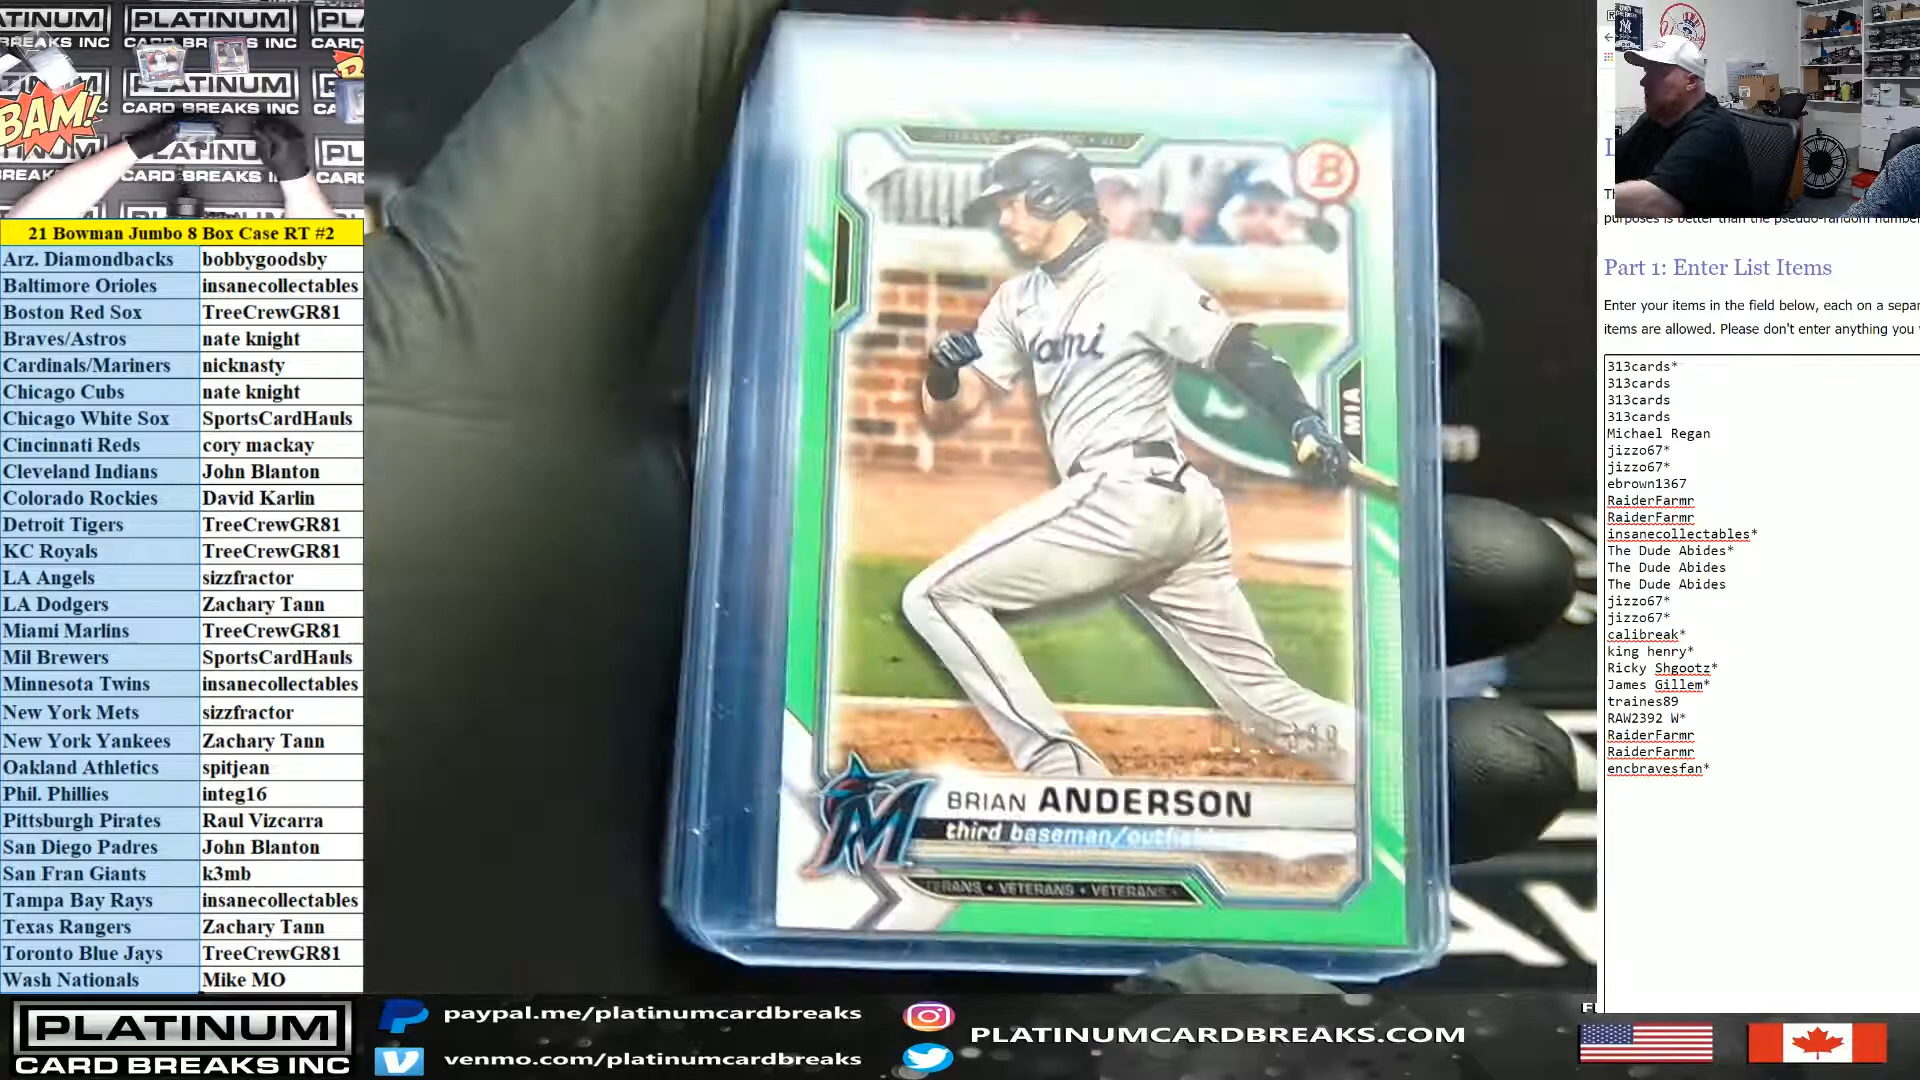 PLATINUM
CARD BREAKS INC
BAM!
21 Bowman Jumbo 8 Box Case RT #2
Arz. Diamondbacks bobbygoodsby
Baltimore Orioles insanecollectables
Boston Red Sox TreeCrewGR81
Braves/Astros nate knight
Cardinals/Mariners nicknasty
Chicago Cubs nate knight
Chicago White Sox SportsCardHauls
Cincinnati Reds cory mackay
Cleveland Indians John Blanton
Colorado Rockies David Karlin
Detroit Tigers TreeCrewGR81
KC Royals TreeCrewGR81
LA Angels sizzfractor
LA Dodgers Zachary Tann
Miami Marlins TreeCrewGR81
Mil Brewers SportsCardHauls
Minnesota Twins insanecollectables
New York Mets sizzfractor
New York Yankees Zachary Tann
Oakland Athletics spitjean
Phil. Phillies integ16
Pittsburgh Pirates Raul Vizcarra
San Diego Padres John Blanton
San Fran Giants k3mb
Tampa Bay Rays insanecollectables
Texas Rangers Zachary Tann
Toronto Blue Jays TreeCrewGR81
Wash Nationals Mike MO
B
MIA
BRIAN ANDERSON
third baseman/
VETERANS • VETERANS
purposes is better than the pseudo-random number
Part 1: Enter List Items
Enter your items in the field below, each on a sepa
items are allowed. Please don't enter anything you
313cards*
313cards
313cards
313cards
Michael Regan
jizzo67*
jizzo67*
ebrown1367
RaiderFarmr
RaiderFarmr
insanecollectables*
The Dude Abides*
The Dude Abides
The Dude Abides
jizzo67*
jizzo67*
calibreak*
king henry*
Ricky Shgootz*
James Gillem*
traines89
RAW2392 W*
RaiderFarmr
RaiderFarmr
encbravesfan*
PLATINUM
CARD BREAKS INC
paypal.me/platinumcardbreaks
venmo.com/platinumcardbreaks
PLATINUMCARDBREAKS.COM